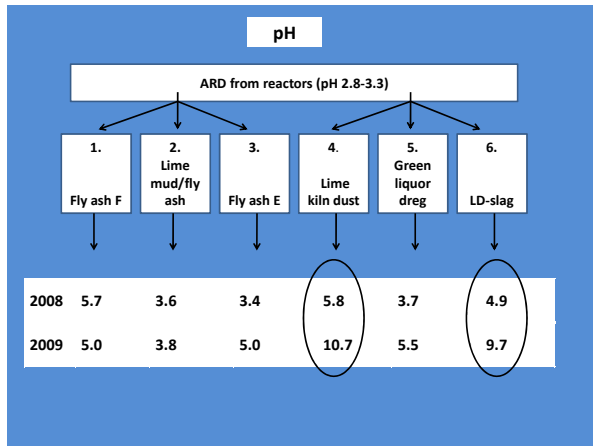 pH
ARD from reactors (pH 2.8-3.3)
1.
Fly ash F
2.
Lime
mud/fly
ash
3.
Fly ash E
4.
Lime
kiln dust
5.
Green
liquor
dreg
6.
LD-slag
2008 5.7 3.6 3.4 5.8 3.7 4.9
2009 5.0 3.8 5.0 10.7 5.5 9.7